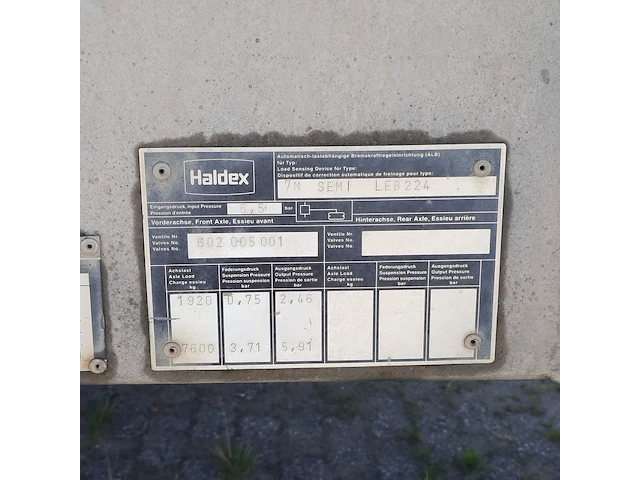 Haldex
Automatisch-lastabhängige Bremskraftregeleinrichtung (ALB)
für Typ:
Load Sensing Device for Type:
Dispositif de correction automatique de freinage pour type:
7M SEMI LEB224
Eingangsdruck, Input Pressure
Pression d'entrée
6,5 bar
Vorderachse, Front Axle, Essieu avant
Hinterachse, Rear Axle, Essieu arrière
Ventile Nr.
Valves No. 602 005 001
Ventile Nr.
Valves No.
Achslast Federungsdruck Ausgangsdruck Achslast Federungsdruck Ausgangsdruck
Axle Load Suspension Pressure Output Pressure Axle Load Suspension Pressure Output Pressure
Charge essieu Pression suspension Pression de sortie Charge essieu Pression suspension Pression de sortie
kg bar bar kg bar bar
1920 0,75 2,46
7600 3,71 5,91